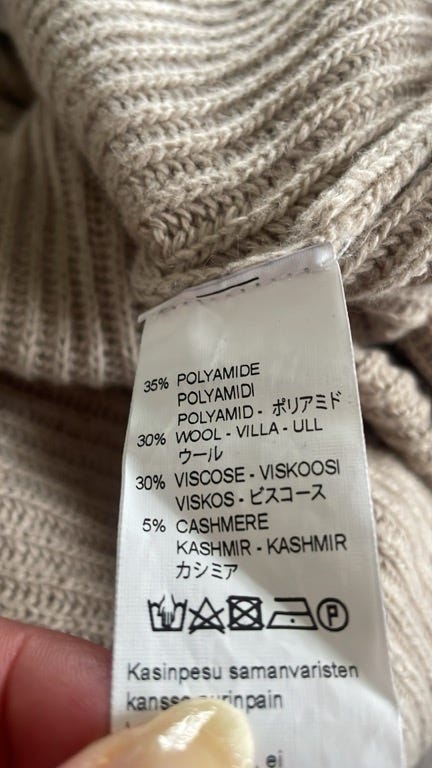 35% POLYAMIDE
POLYAMIDI
POLYAMID - ポリアミド
30% WOOL - VILLA - ULL
ウール
30% VISCOSE - VISKOOSI
VISKOS - ビスコース
5% CASHMERE
KASHMIR - KASHMIR
カシミア
P
Kasinpesu samanvaristen
ei